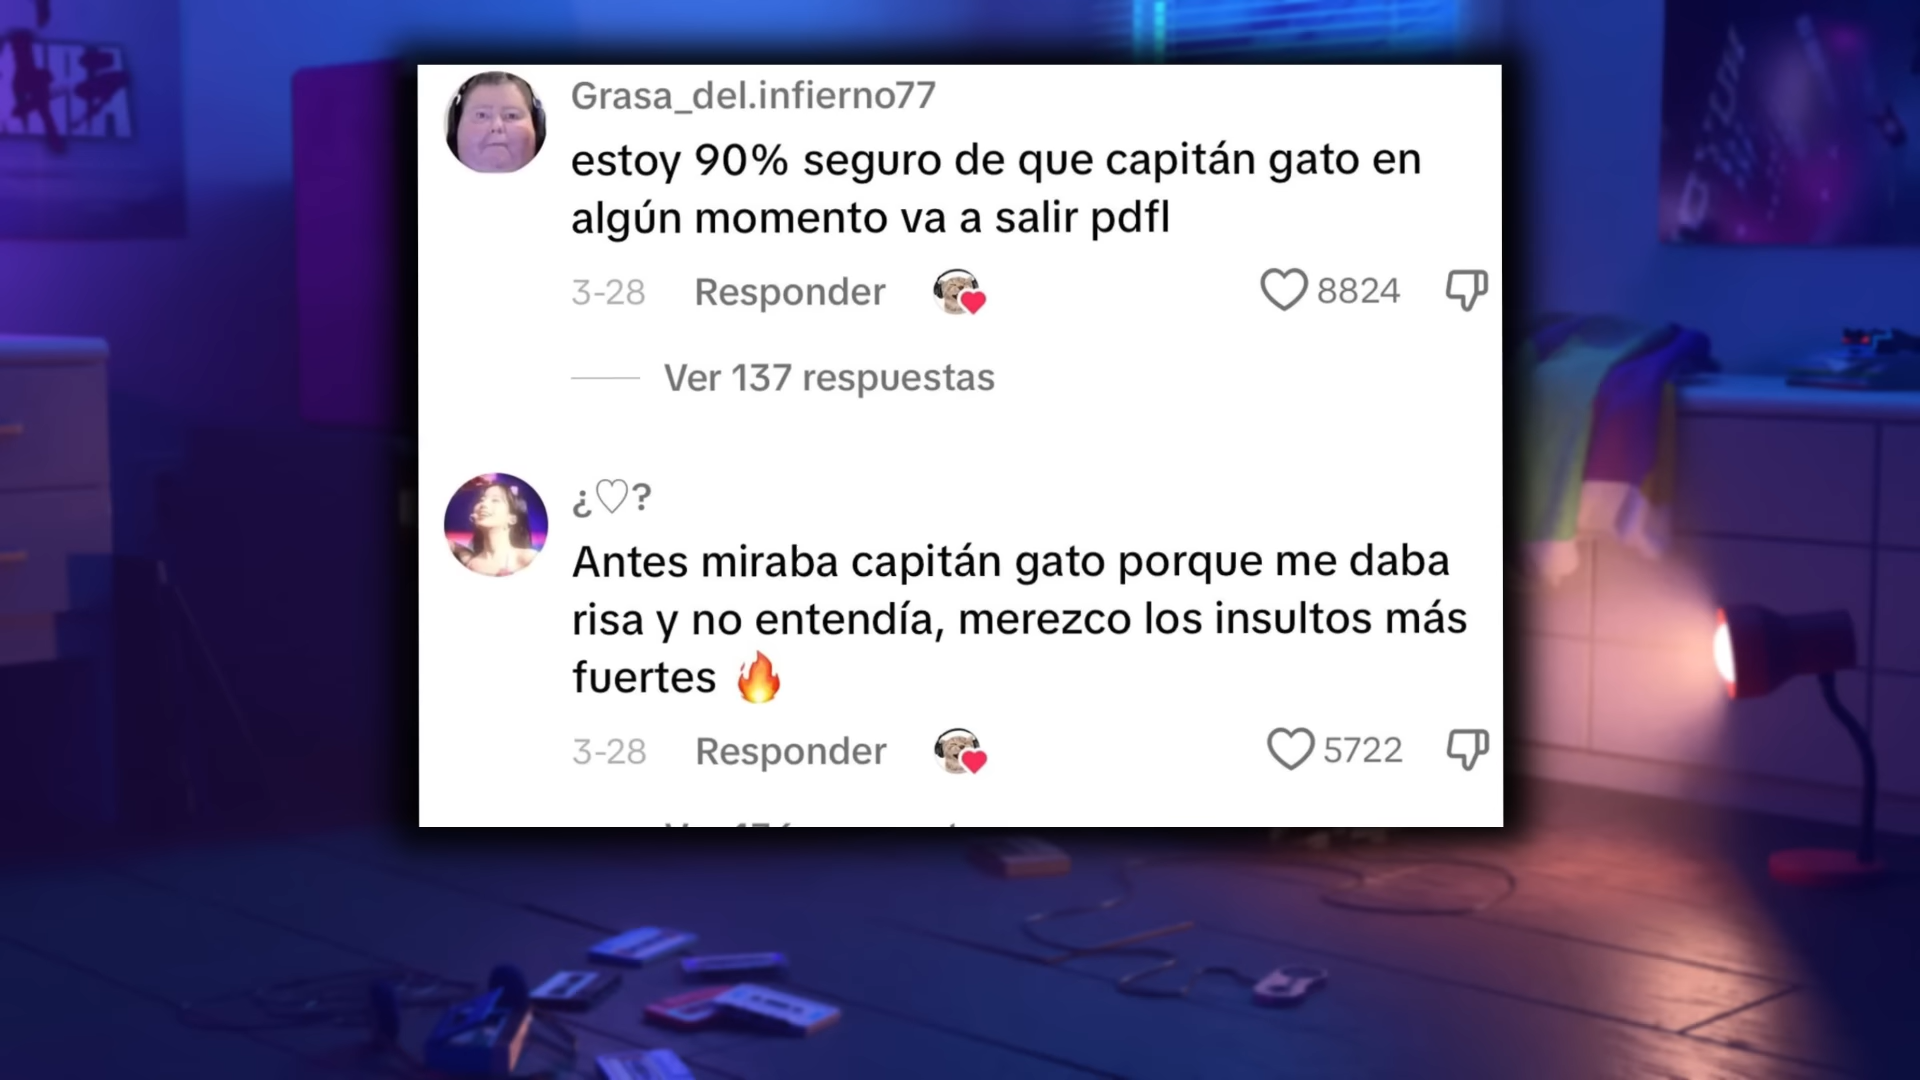 Grasa_del.infierno77
estoy 90% seguro de que capitán gato en
algún momento va a salir pdfl
3-28 Responder 8824
Ver 137 respuestas
¿♡?
Antes miraba capitán gato porque me daba
risa y no entendía, merezco los insultos más
fuertes 🔥
3-28 Responder 5722